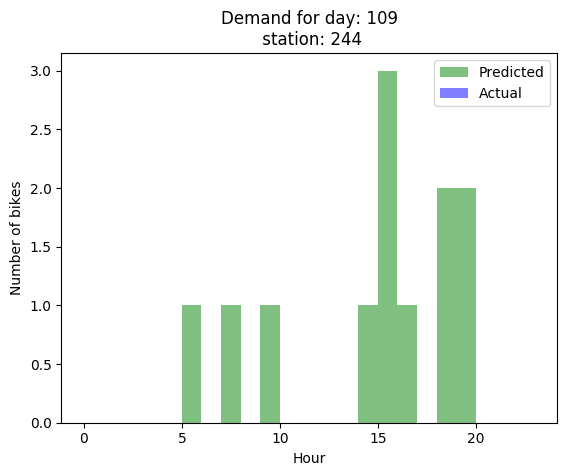 Demand for day: 109
station: 244
Predicted
Actual
Number of bikes
3.0
2.5
2.0
1.5
1.0
0.5
0.0
0
5
10
15
20
Hour